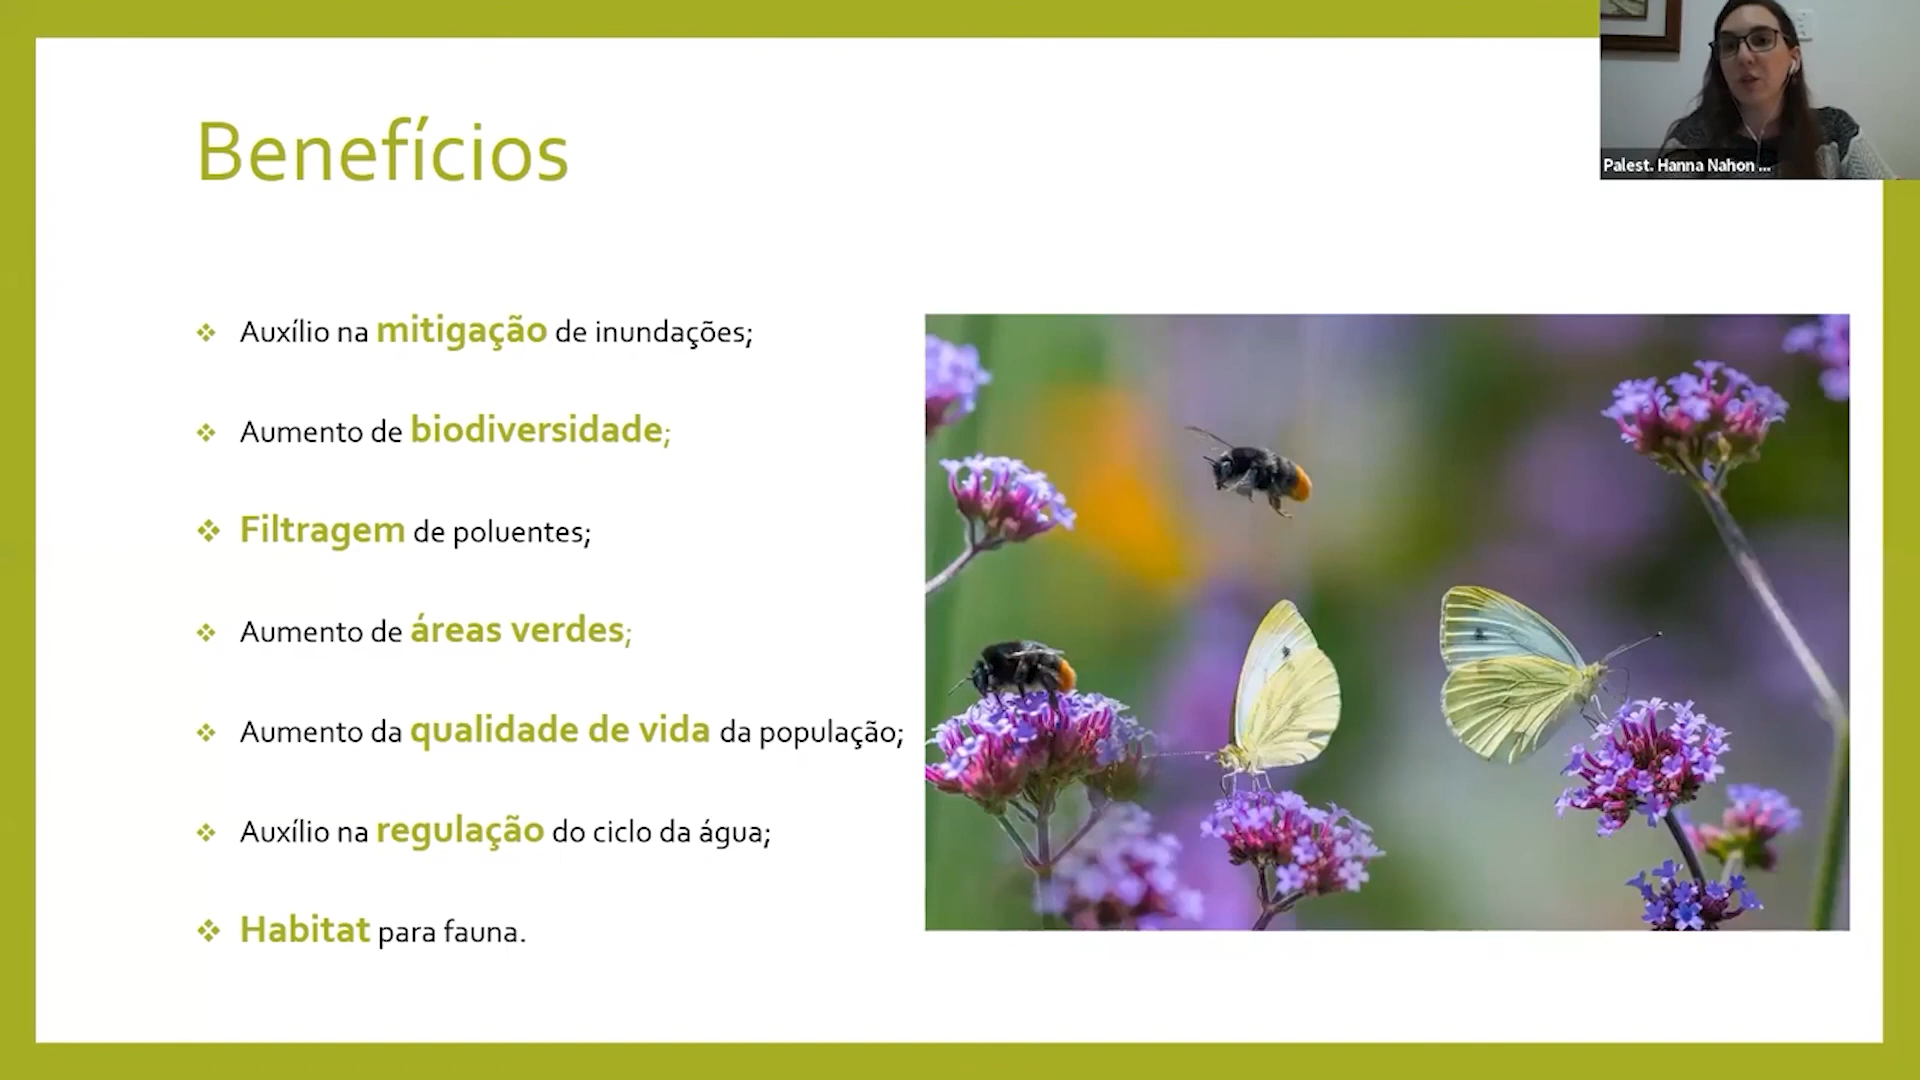 Benefícios
Palest. Hanna Nahon ...
Auxílio na mitigação de inundações;
Aumento de biodiversidade;
Filtragem de poluentes;
Aumento de áreas verdes;
Aumento da qualidade de vida da população;
Auxílio na regulação do ciclo da água;
Habitat para fauna.